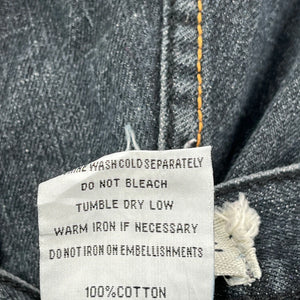 WASH COLD SEPARATELY
DO NOT BLEACH
TUMBLE DRY LOW
WARM IRON IF NECESSARY
DO NOT IRON ON EMBELLISHMENTS
100%COTTON